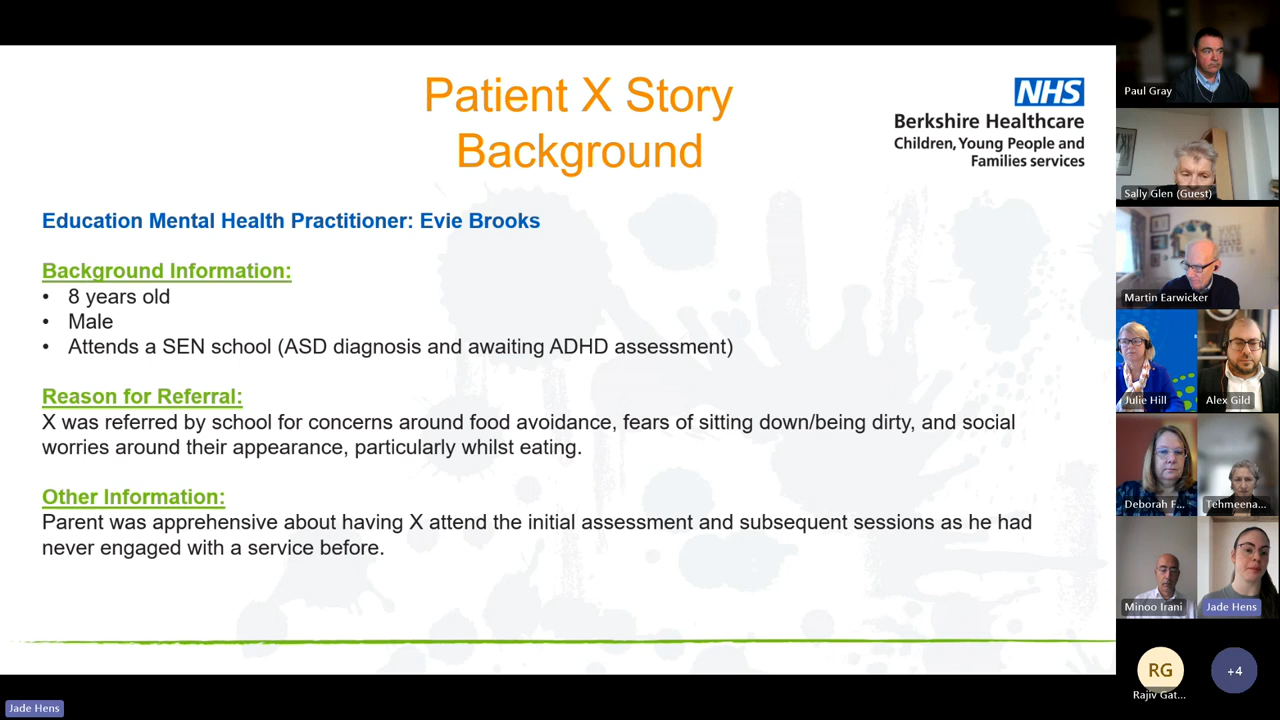 Patient X Story
Background
NHS
Berkshire Healthcare
Children, Young People and
Families services
Education Mental Health Practitioner: Evie Brooks
Background Information:
• 8 years old
• Male
• Attends a SEN school (ASD diagnosis and awaiting ADHD assessment)
Reason for Referral:
X was referred by school for concerns around food avoidance, fears of sitting down/being dirty, and social
worries around their appearance, particularly whilst eating.
Other Information:
Parent was apprehensive about having X attend the initial assessment and subsequent sessions as he had
never engaged with a service before.
Paul Gray
Sally Glen (Guest)
Martin Earwicker
Julie Hill
Alex Gild
Deborah F...
Tehmeena...
Minoo Irani
Jade Hens
RG
+4
Rajiv Gat...
Jade Hens